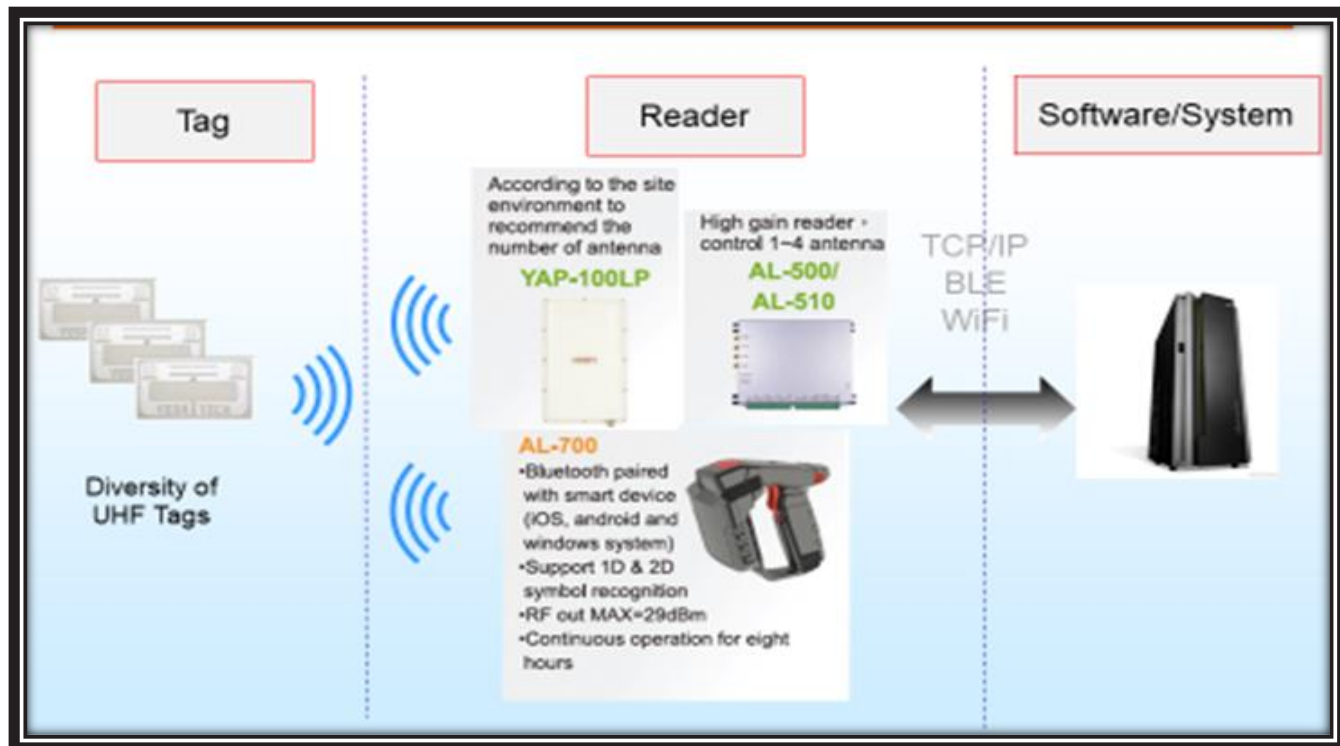 Tag
Reader
Software/System
According to the site
environment to
recommend the
number of antenna
YAP-100LP
High gain reader，
control 1~4 antenna
AL-500/
AL-510
TCP/IP
BLE
WiFi
Diversity of
UHF Tags
AL-700
•Bluetooth paired
with smart device
(iOS, android and
windows system)
•Support 1D & 2D
symbol recognition
•RF out MAX=29dBm
•Continuous operation for eight
hours